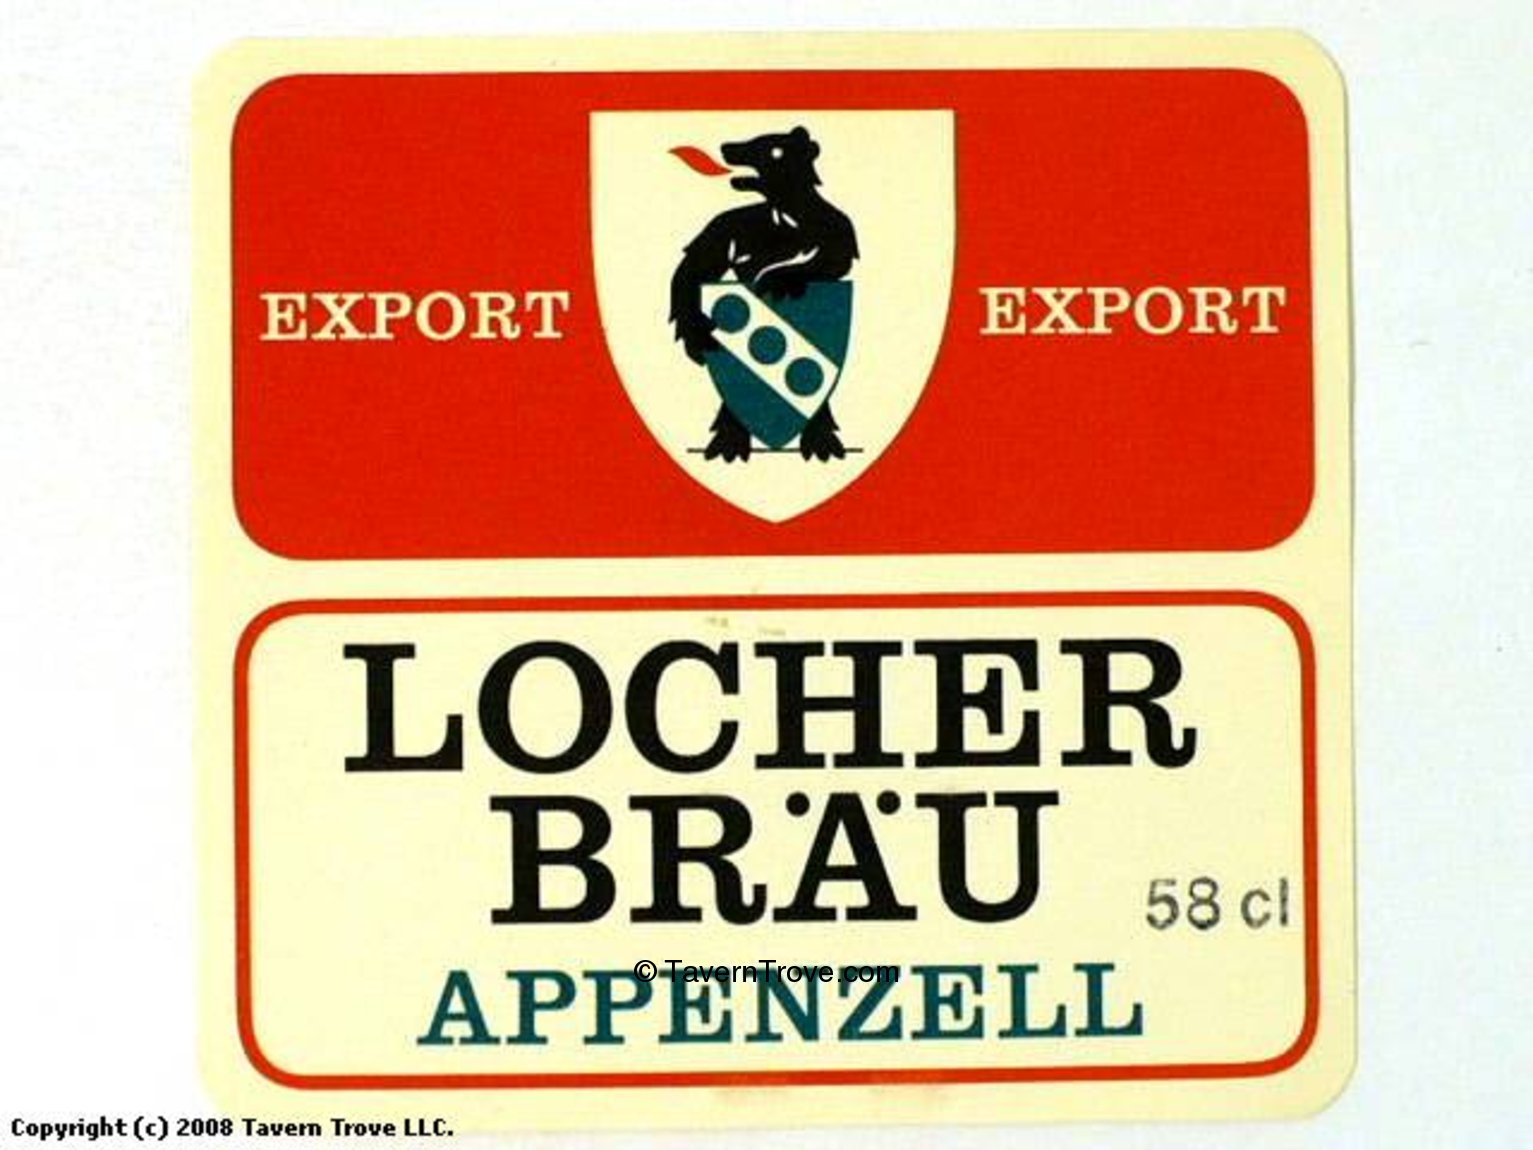 EXPORT EXPORT
LOCHER
BRÄU
58 cl
© TavernTrove.com
APPENZELL
Copyright (c) 2008 Tavern Trove LLC.